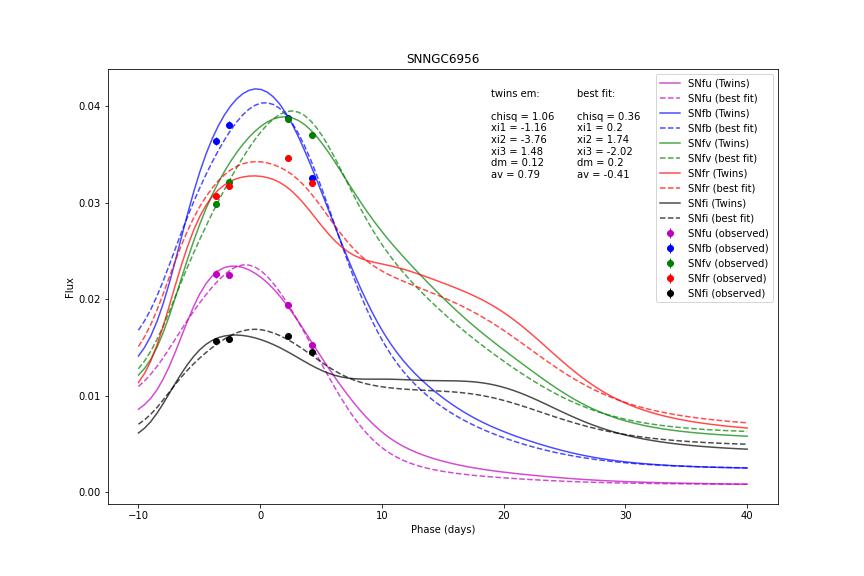 SNNGC6956
twins em:
chisq = 1.06
xi1 = -1.16
xi2 = -3.76
xi3 = 1.48
dm = 0.12
av = 0.79
best fit:
chisq = 0.36
xi1 = 0.2
xi2 = 1.74
xi3 = -2.02
dm = 0.2
av = -0.41
SNfu (Twins)
SNfu (best fit)
SNfb (Twins)
SNfb (best fit)
SNfv (Twins)
SNfv (best fit)
SNfr (Twins)
SNfr (best fit)
SNfi (Twins)
SNfi (best fit)
SNfu (observed)
SNfb (observed)
SNfv (observed)
SNfr (observed)
SNfi (observed)
Flux
0.04
0.03
0.02
0.01
0.00
−10
0
10
20
30
40
Phase (days)